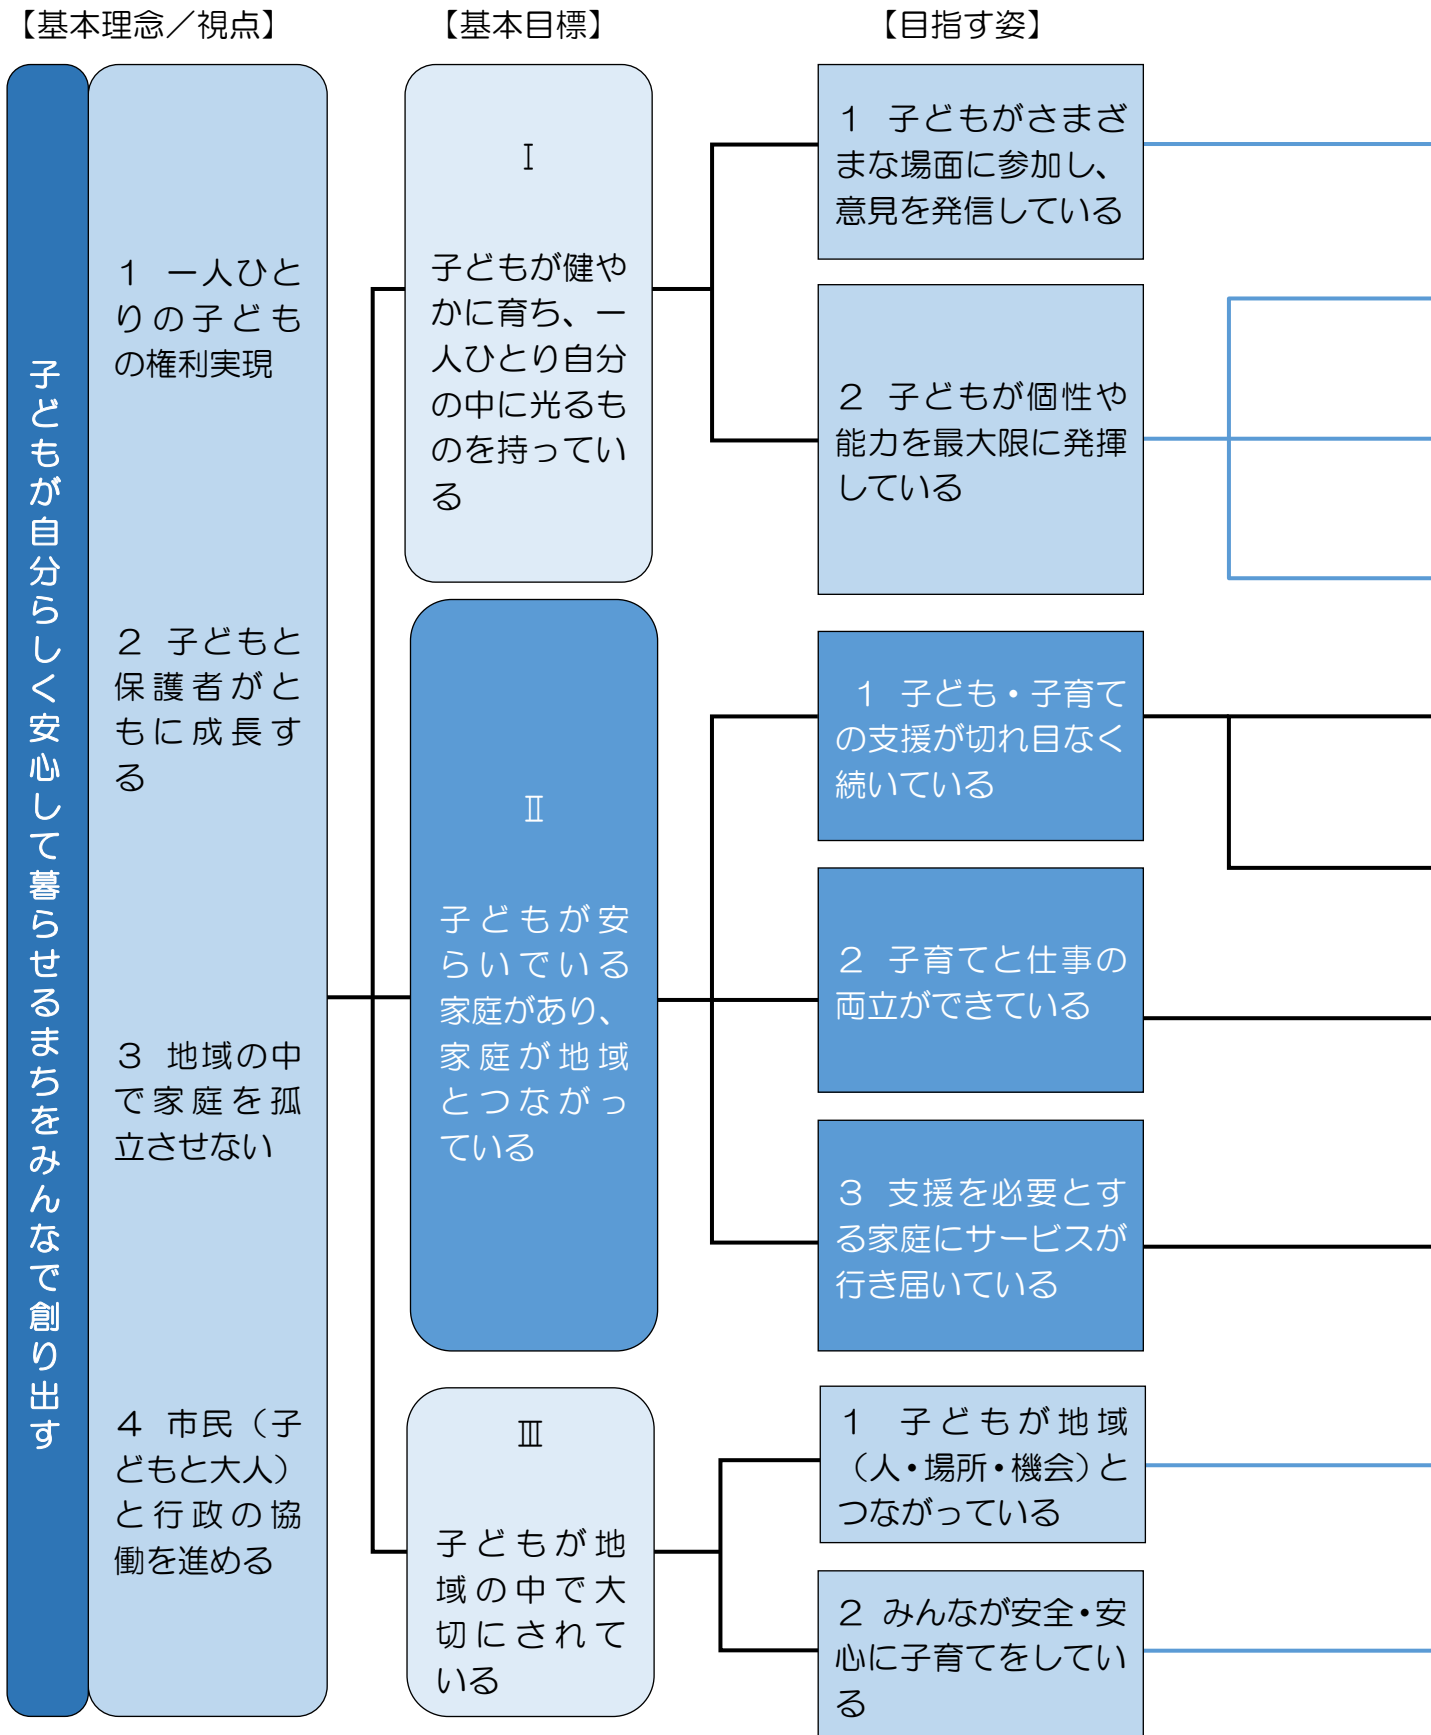 【基本理念／視点】
【基本目標】
【目指す姿】
子どもが自分らしく安心して暮らせるまちをみんなで創り出す
１　一人ひと
りの子ども
の権利実現
２　子どもと
保護者がと
もに成長す
る
３　地域の中
で家庭を孤
立させない
４　市民（子
どもと大人）
と行政の協
働を進める
Ⅰ
子どもが健や
かに育ち、一
人ひとり自分
の中に光るも
のを持ってい
る
Ⅱ
子どもが安
らいでいる
家庭があり、
家庭が地域
とつながっ
ている
Ⅲ
子どもが地
域の中で大
切にされて
いる
１　子どもがさまざ
まな場面に参加し、
意見を発信している
２　子どもが個性や
能力を最大限に発揮
している
１　子ども・子育て
の支援が切れ目なく
続いている
２　子育てと仕事の
両立ができている
３　支援を必要とす
る家庭にサービスが
行き届いている
１　子どもが地域
（人・場所・機会）と
つながっている
２　みんなが安全・安
心に子育てをしてい
る